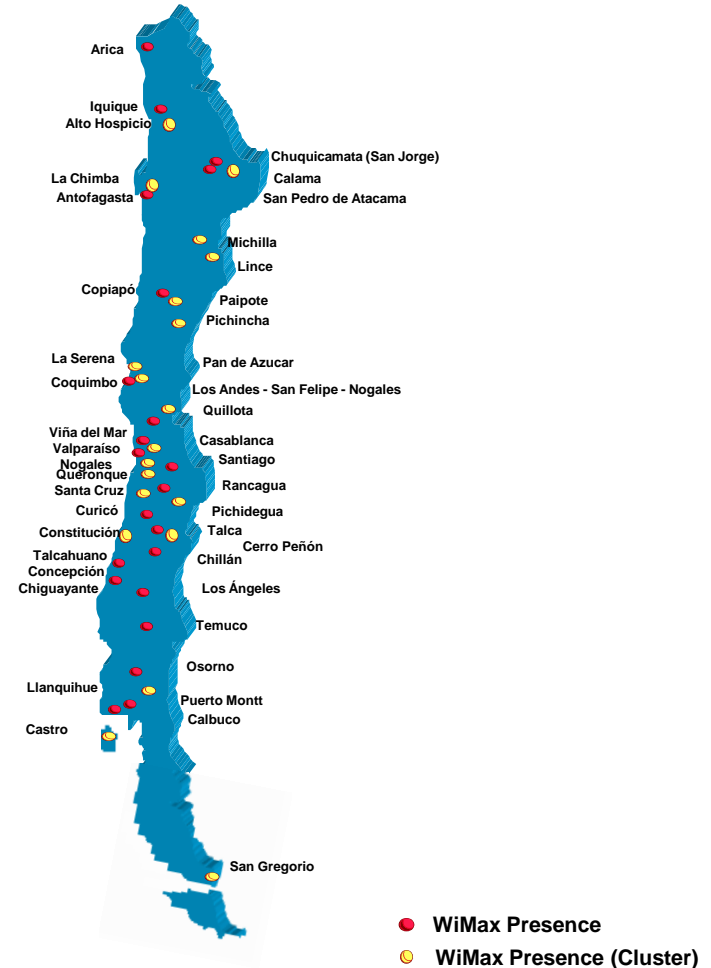 Arica
Iquique
Alto Hospicio
Chuquicamata (San Jorge)
La Chimba
Calama
Antofagasta
San Pedro de Atacama
Michilla
Lince
Copiapó
Paipote
Pichincha
La Serena
Pan de Azucar
Coquimbo
Los Andes - San Felipe - Nogales
Quillota
Viña del Mar
Casablanca
Valparaíso
Santiago
Nogales
Queronque
Rancagua
Santa Cruz
Curicó
Pichidegua
Constitución
Talca
Cerro Peñón
Talcahuano
Chillán
Concepción
Chiguayante
Los Ángeles
Temuco
Osorno
Llanquihue
Puerto Montt
Calbuco
Castro
San Gregorio
WiMax Presence
WiMax Presence (Cluster)